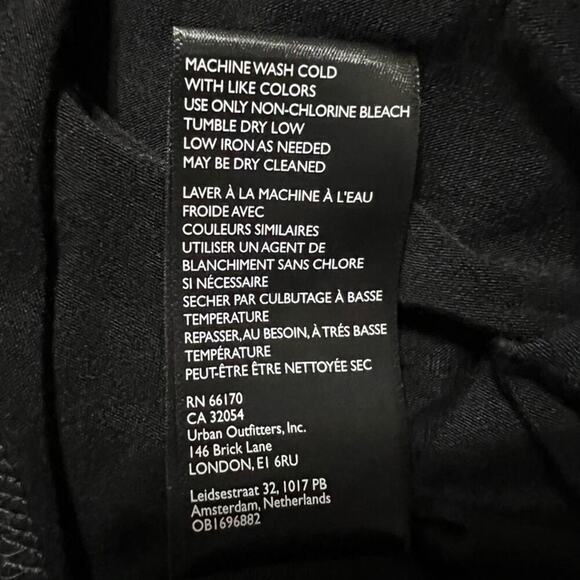 MACHINE WASH COLD
WITH LIKE COLORS
USE ONLY NON-CHLORINE BLEACH
TUMBLE DRY LOW
LOW IRON AS NEEDED
MAY BE DRY CLEANED
LAVER À LA MACHINE À L'EAU
FROIDE AVEC
COULEURS SIMILAIRES
UTILISER UN AGENT DE
BLANCHIMENT SANS CHLORE
SI NÉCESSAIRE
SECHER PAR CULBUTAGE À BASSE
TEMPERATURE
REPASSER, AU BESOIN, À TRÉS BASSE
TEMPÉRATURE
PEUT-ÊTRE ÊTRE NETTOYÉE SEC
RN 66170
CA 32054
Urban Outfitters, Inc.
146 Brick Lane
LONDON, E1 6RU
Leidsestraat 32, 1017 PB
Amsterdam, Netherlands
OB1696882